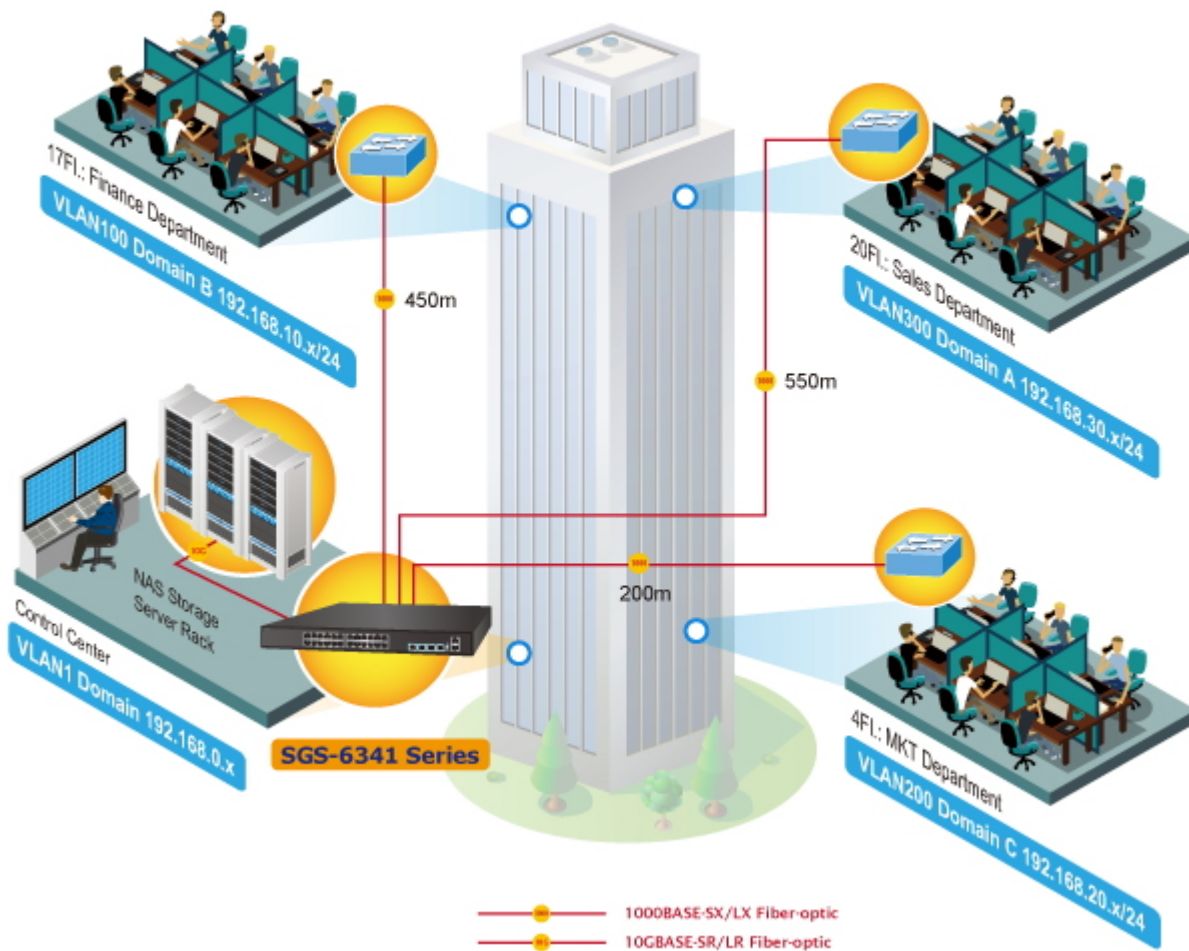 17Fl.: Finance Department
VLAN100 Domain B 192.168.10.x/24
450m
20Fl.: Sales Department
VLAN300 Domain A 192.168.30.x/24
550m
10G
NAS Storage
Server Rack
Control Center
VLAN1 Domain 192.168.0.x
SGS-6341 Series
200m
4Fl.: MKT Department
VLAN200 Domain C 192.168.20.x/24
1000BASE-SX/LX Fiber-optic
10GBASE-SR/LR Fiber-optic